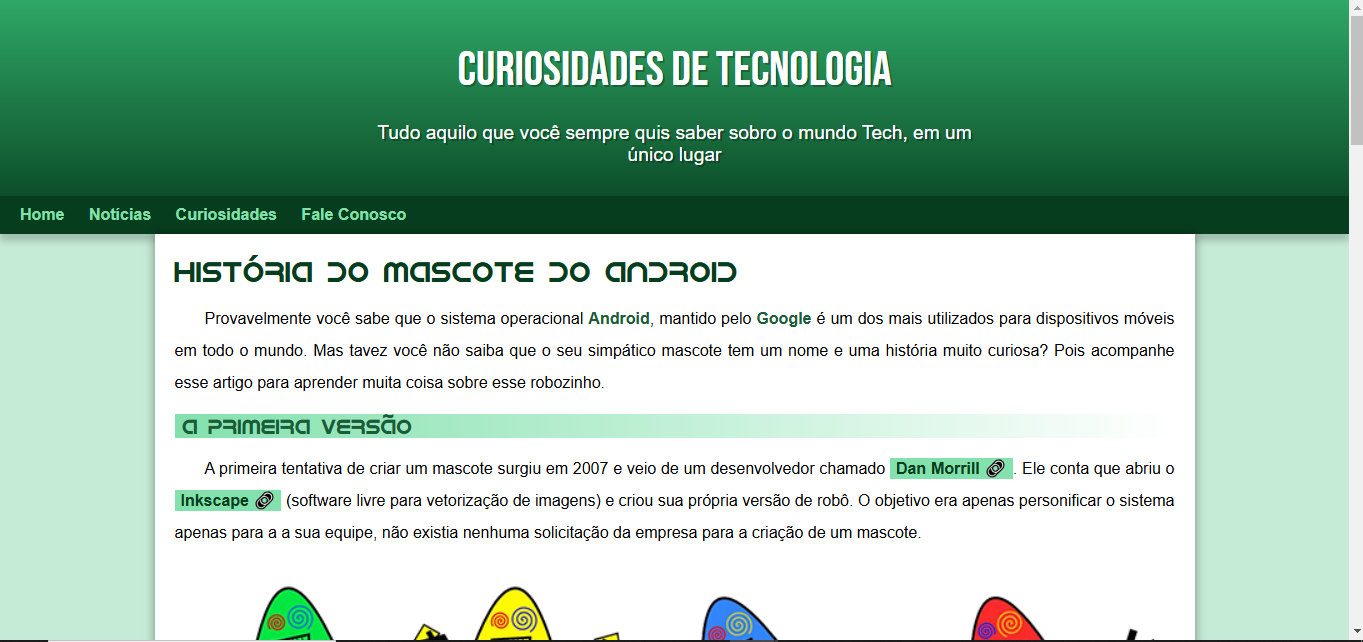 CURIOSIDADES DE TECNOLOGIA
Tudo aquilo que você sempre quis saber sobro o mundo Tech, em um
único lugar
Home Notícias Curiosidades Fale Conosco
HISTÓRIA DO MASCOTE DO ANDROID
Provavelmente você sabe que o sistema operacional Android, mantido pelo Google é um dos mais utilizados para dispositivos móveis
em todo o mundo. Mas tavez você não saiba que o seu simpático mascote tem um nome e uma história muito curiosa? Pois acompanhe
esse artigo para aprender muita coisa sobre esse robozinho.
A PRIMEIRA VERSÃO
A primeira tentativa de criar um mascote surgiu em 2007 e veio de um desenvolvedor chamado Dan Morrill. Ele conta que abriu o
Inkscape (software livre para vetorização de imagens) e criou sua própria versão de robô. O objetivo era apenas personificar o sistema
apenas para a a sua equipe, não existia nenhuma solicitação da empresa para a criação de um mascote.